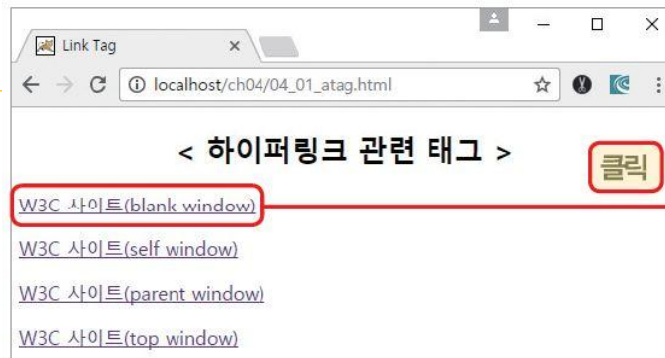 Link Tag
localhost/ch04/04_01_atag.html
< 하이퍼링크 관련 태그 >
클릭
W3C 사이트(blank window)
W3C 사이트(self window)
W3C 사이트(parent window)
W3C 사이트(top window)